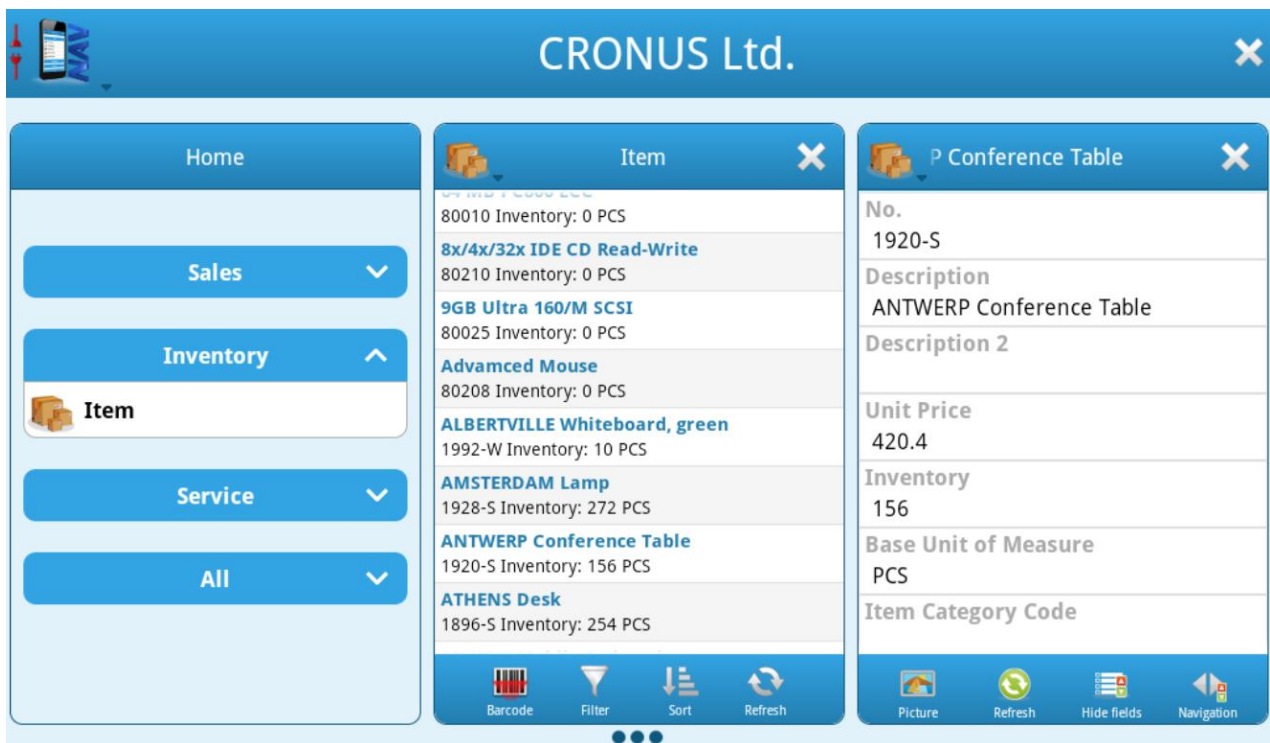 NAV
CRONUS Ltd.
Home
Sales
Inventory
Item
Service
All
Item
80010 Inventory: 0 PCS
8x/4x/32x IDE CD Read-Write
80210 Inventory: 0 PCS
9GB Ultra 160/M SCSI
80025 Inventory: 0 PCS
Advamced Mouse
80208 Inventory: 0 PCS
ALBERTVILLE Whiteboard, green
1992-W Inventory: 10 PCS
AMSTERDAM Lamp
1928-S Inventory: 272 PCS
ANTWERP Conference Table
1920-S Inventory: 156 PCS
ATHENS Desk
1896-S Inventory: 254 PCS
Barcode Filter Sort Refresh
P Conference Table
No.
1920-S
Description
ANTWERP Conference Table
Description 2
Unit Price
420.4
Inventory
156
Base Unit of Measure
PCS
Item Category Code
Picture Refresh Hide fields Navigation